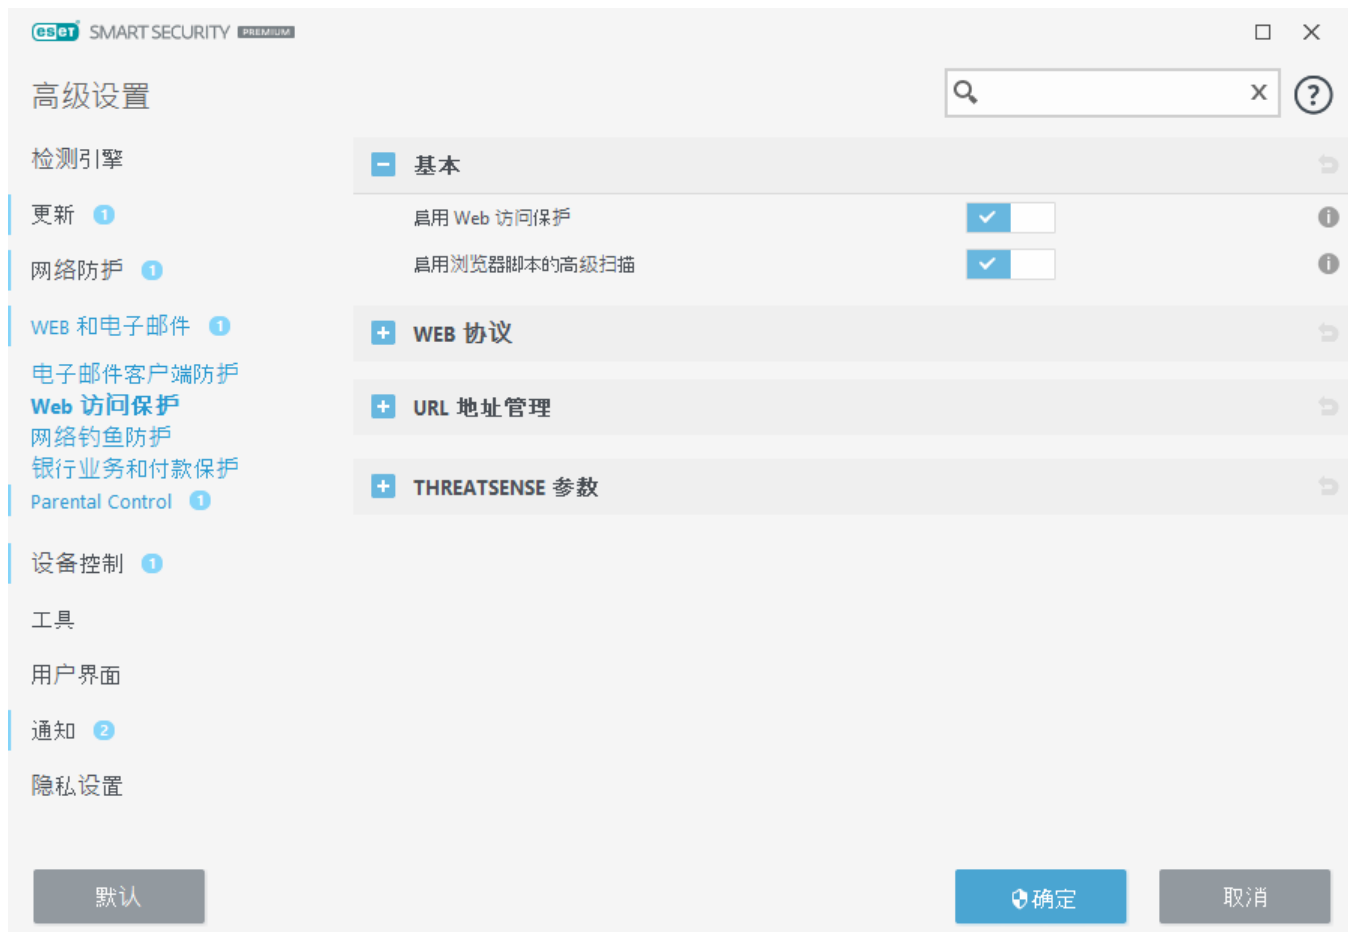 eset SMART SECURITY PREMIUM
高级设置
X
?
检测引擎
更新 1
网络防护 1
WEB 和电子邮件 1
电子邮件客户端防护
Web 访问保护
网络钓鱼防护
银行业务和付款保护
Parental Control 1
设备控制 1
工具
用户界面
通知 2
隐私设置
基本
启用 Web 访问保护
启用浏览器脚本的高级扫描
WEB 协议
URL 地址管理
THREATSENSE 参数
默认
确定
取消